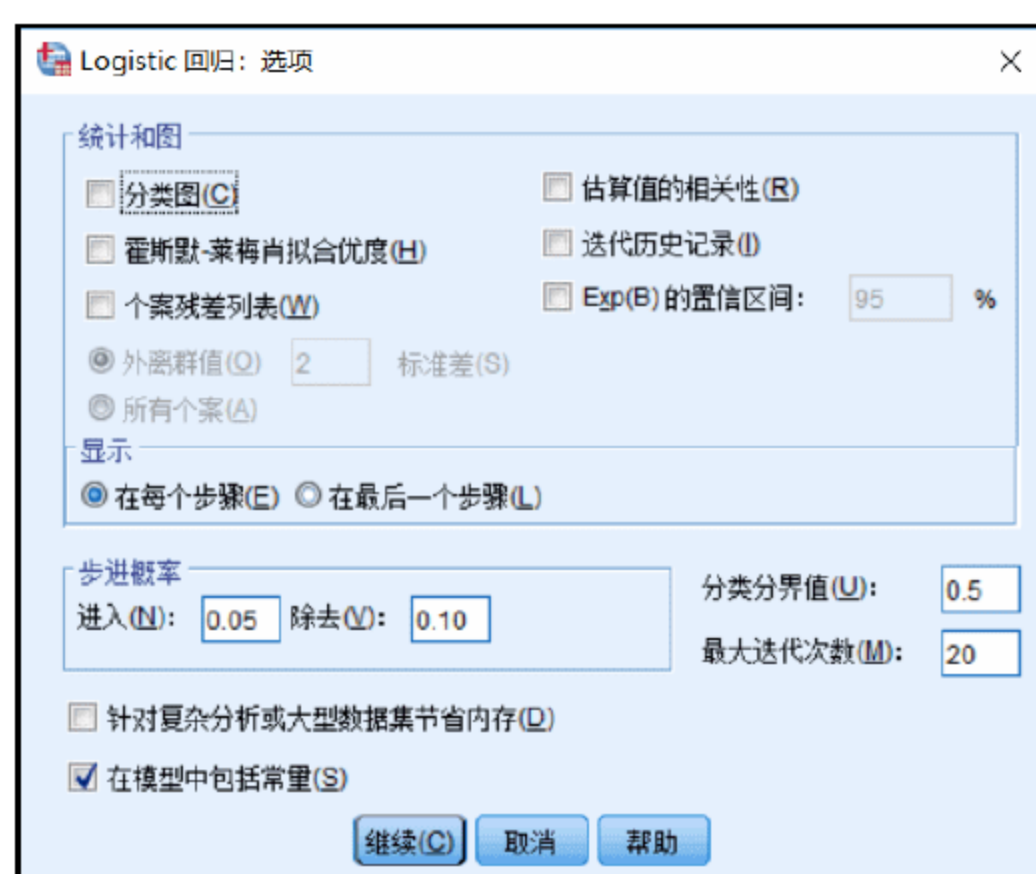 Logistic 回归：选项
统计和图
分类图(C) 估算值的相关性(R)
霍斯默-莱梅肖拟合优度(H) 迭代历史记录(I)
个案残差列表(W) Exp(B) 的置信区间： 95 %
外离群值(O) 2 标准差(S)
所有个案(A)
显示
在每个步骤(E) 在最后一个步骤(L)
步进概率
进入(N)： 0.05 除去(V)： 0.10
分类分界值(U)： 0.5
最大迭代次数(M)： 20
针对复杂分析或大型数据集节省内存(D)
在模型中包括常量(S)
继续(C) 取消 帮助